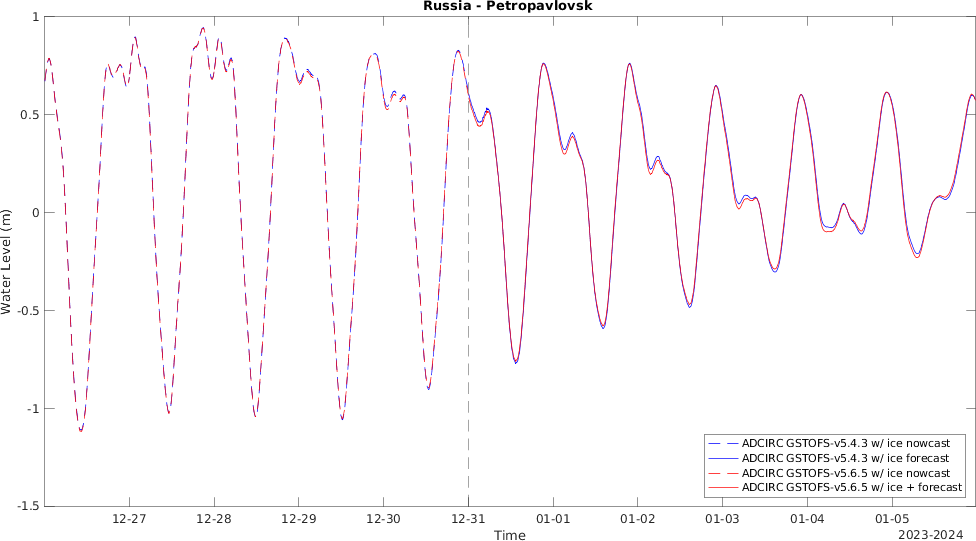 Russia - Petropavlovsk
1
0.5
0
-0.5
-1
-1.5
Water Level (m)
12-27
12-28
12-29
12-30
12-31
01-01
01-02
01-03
01-04
01-05
Time
2023-2024
ADCIRC GSTOFS-v5.4.3 w/ ice nowcast
ADCIRC GSTOFS-v5.4.3 w/ ice forecast
ADCIRC GSTOFS-v5.6.5 w/ ice nowcast
ADCIRC GSTOFS-v5.6.5 w/ ice + forecast